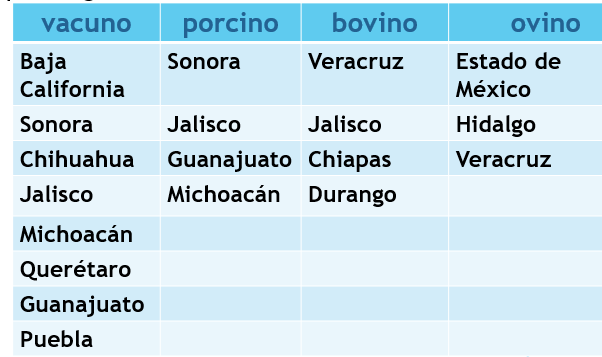 vacuno porcino bovino ovino
Baja California Sonora Veracruz Estado de México
Sonora Jalisco Jalisco Hidalgo
Chihuahua Guanajuato Chiapas Veracruz
Jalisco Michoacán Durango
Michoacán
Querétaro
Guanajuato
Puebla